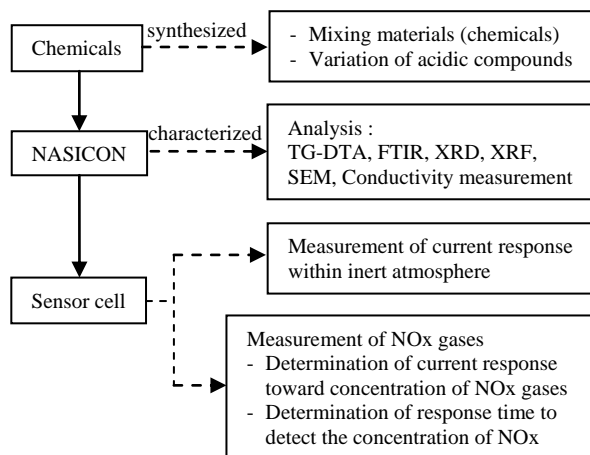 Chemicals
synthesized
- Mixing materials (chemicals)
- Variation of acidic compounds
NASICON
characterized
Analysis :
TG-DTA, FTIR, XRD, XRF,
SEM, Conductivity measurement
Sensor cell
Measurement of current response
within inert atmosphere
Measurement of NOx gases
- Determination of current response
toward concentration of NOx gases
- Determination of response time to
detect the concentration of NOx